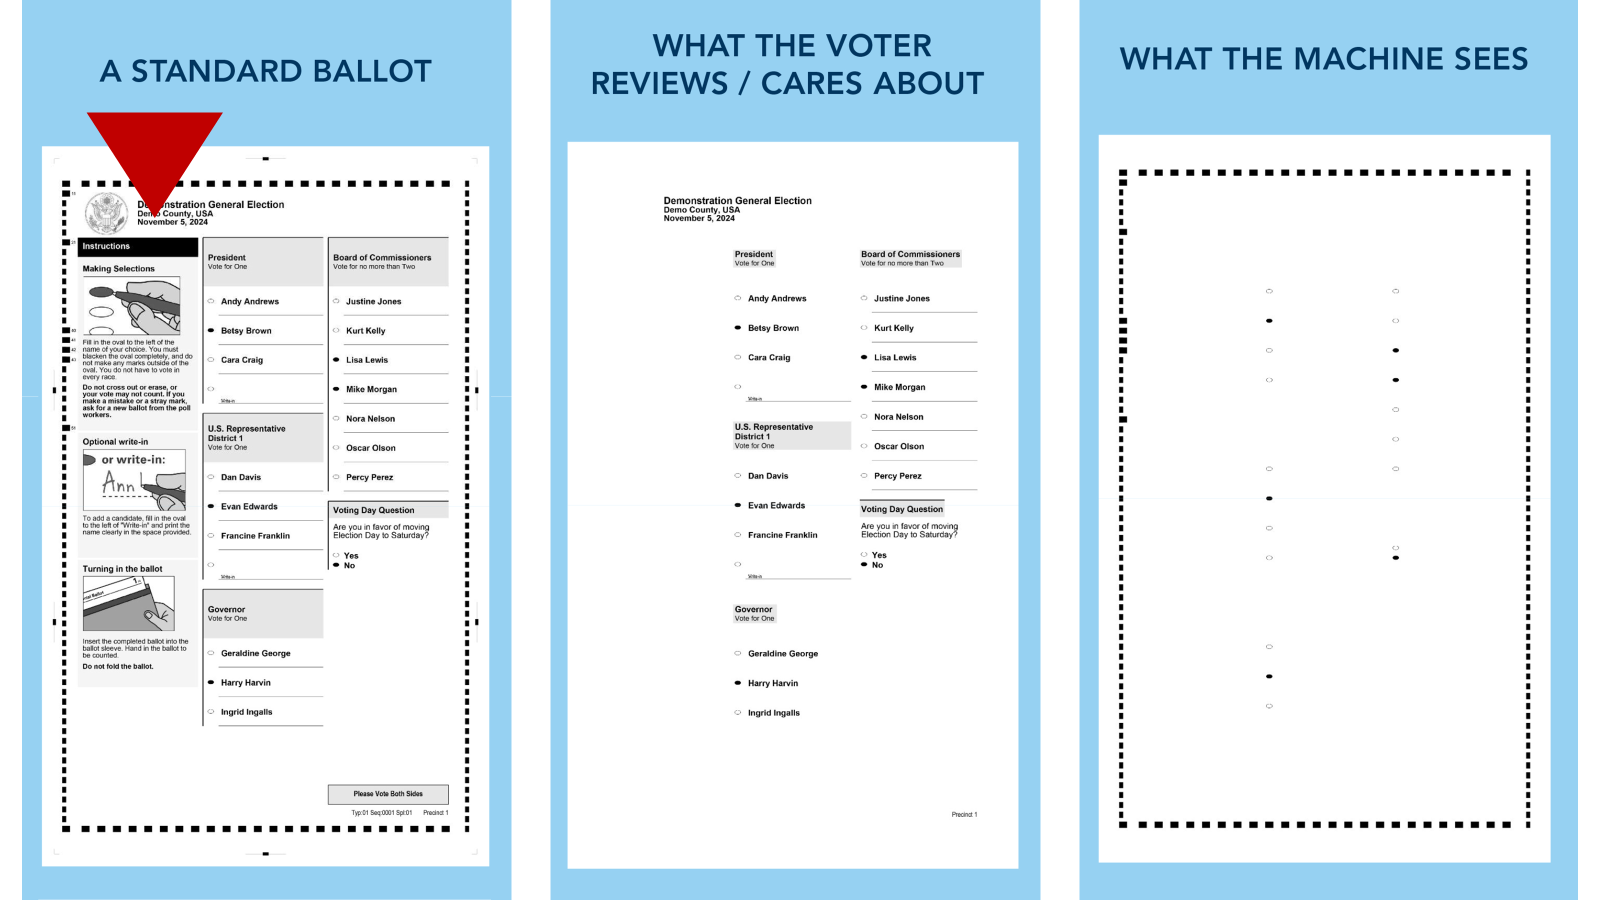 A STANDARD BALLOT
Demonstration General Election
Demo County, USA
November 5, 2024
11
21
40
41
42
43
51
Instructions
Making Selections
Fill in the oval to the left of the
name of your choice. You must
blacken the oval completely, and do
not make any marks outside of the
oval. You do not have to vote in
every race.
Do not cross out or erase, or
your vote may not count. If you
make a mistake or a stray mark,
ask for a new ballot from the poll
workers.
Optional write-in
or write-in:
Ann
To add a candidate, fill in the oval
to the left of "Write-in" and print the
name clearly in the space provided.
Turning in the ballot
Insert the completed ballot into the
ballot sleeve. Hand in the ballot to
be counted.
Do not fold the ballot.
President
Vote for One
Andy Andrews
Betsy Brown
Cara Craig
Write-in
U.S. Representative
District 1
Vote for One
Dan Davis
Evan Edwards
Francine Franklin
Write-in
Governor
Vote for One
Geraldine George
Harry Harvin
Ingrid Ingalls
Board of Commissioners
Vote for no more than Two
Justine Jones
Kurt Kelly
Lisa Lewis
Mike Morgan
Nora Nelson
Oscar Olson
Percy Perez
Voting Day Question
Are you in favor of moving
Election Day to Saturday?
Yes
No
Please Vote Both Sides
Typ:01 Seq:0001 Spl:01 Precinct 1
WHAT THE VOTER
REVIEWS / CARES ABOUT
Demonstration General Election
Demo County, USA
November 5, 2024
President
Vote for One
Andy Andrews
Betsy Brown
Cara Craig
Write-in
U.S. Representative
District 1
Vote for One
Dan Davis
Evan Edwards
Francine Franklin
Write-in
Governor
Vote for One
Geraldine George
Harry Harvin
Ingrid Ingalls
Board of Commissioners
Vote for no more than Two
Justine Jones
Kurt Kelly
Lisa Lewis
Mike Morgan
Nora Nelson
Oscar Olson
Percy Perez
Voting Day Question
Are you in favor of moving
Election Day to Saturday?
Yes
No
Precinct 1
WHAT THE MACHINE SEES